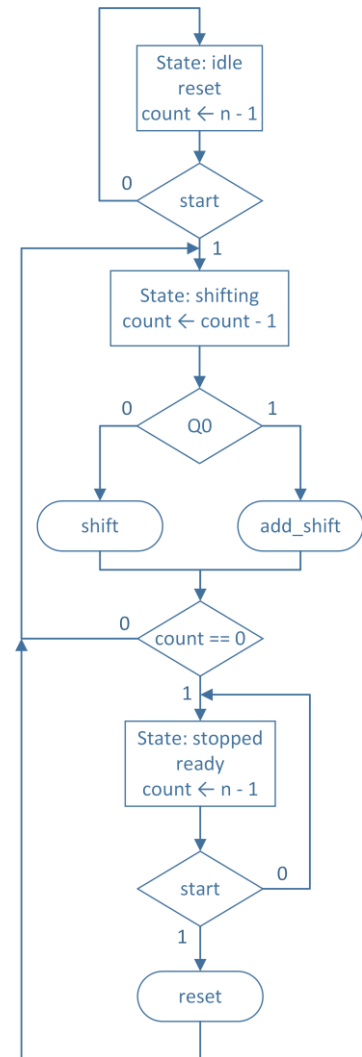 State: idle
reset
count ← n - 1
0
start
1
State: shifting
count ← count - 1
0
1
Q0
shift
add_shift
0
count == 0
1
State: stopped
ready
count ← n - 1
start
0
1
reset